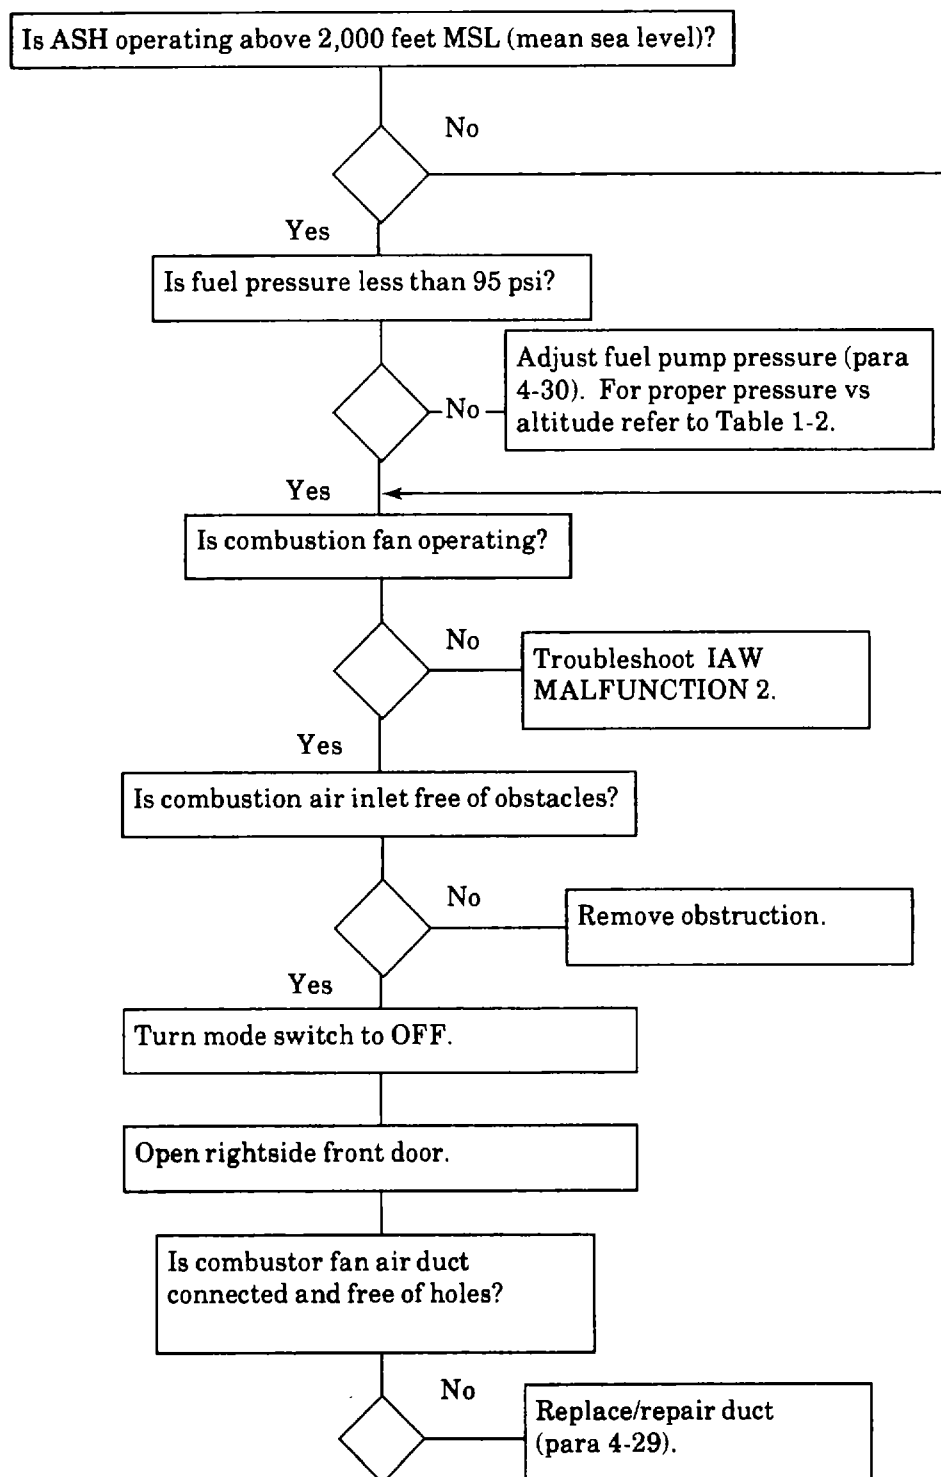 Is ASH operating above 2,000 feet MSL (mean sea level)?
No
Yes
Is fuel pressure less than 95 psi?
Adjust fuel pump pressure (para
4-30). For proper pressure vs
altitude refer to Table 1-2.
No
Yes
Is combustion fan operating?
No
Troubleshoot IAW
MALFUNCTION 2.
Yes
Is combustion air inlet free of obstacles?
No
Remove obstruction.
Yes
Turn mode switch to OFF.
Open rightside front door.
Is combustor fan air duct
connected and free of holes?
No
Replace/repair duct
(para 4-29).